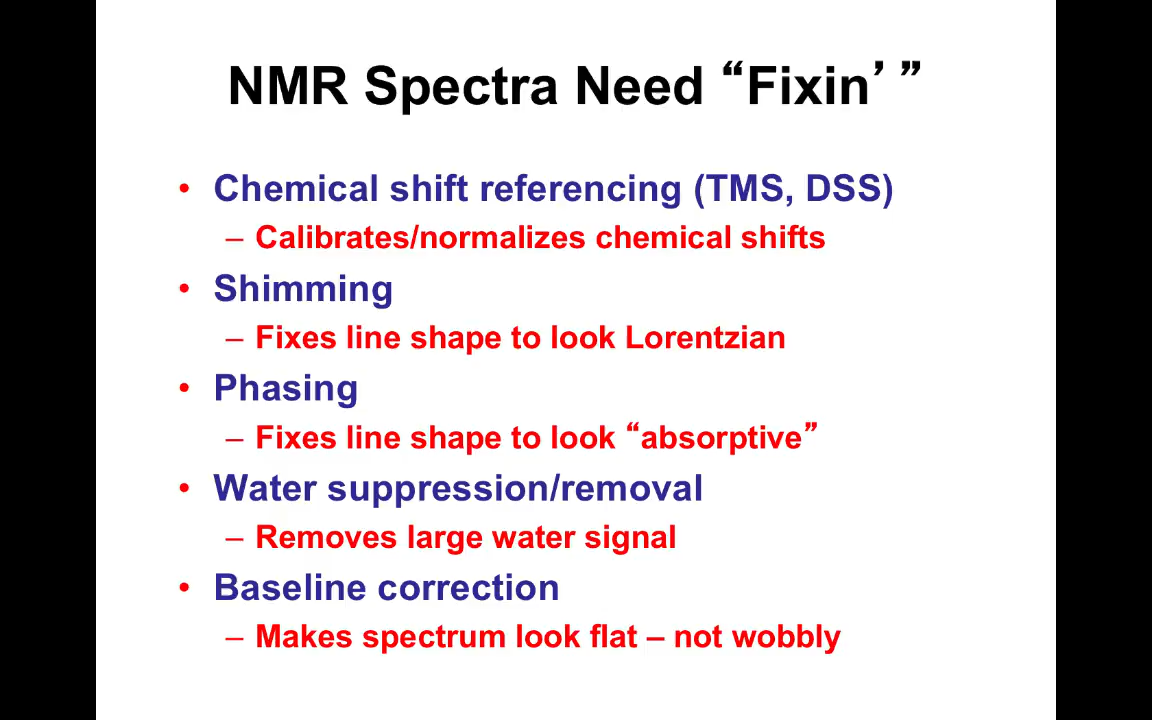 NMR Spectra Need “Fixin’”
• Chemical shift referencing (TMS, DSS)
– Calibrates/normalizes chemical shifts
• Shimming
– Fixes line shape to look Lorentzian
• Phasing
– Fixes line shape to look “absorptive”
• Water suppression/removal
– Removes large water signal
• Baseline correction
– Makes spectrum look flat – not wobbly